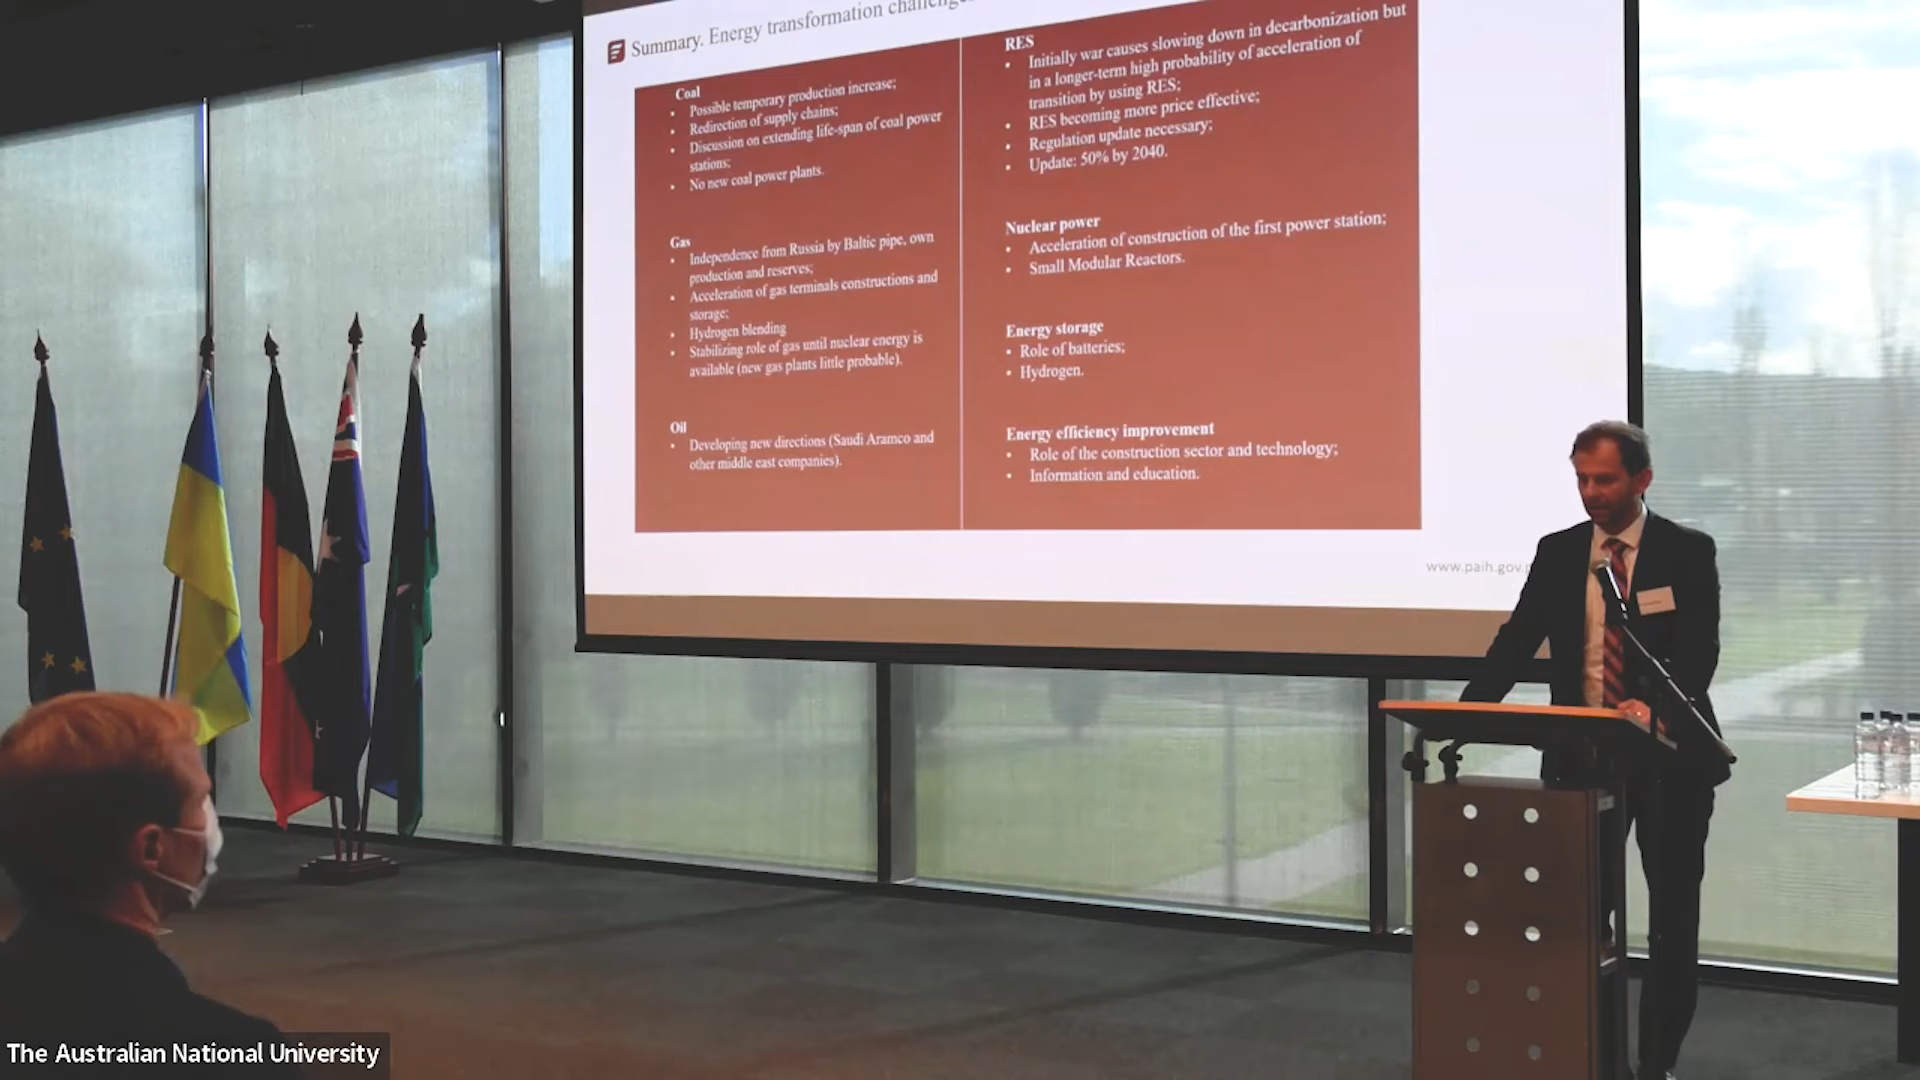 Summary. Energy transformation
Coal
• Possible temporary production increase;
• Redirection of supply chains;
• Discussion on extending life-span of coal power
stations;
• No new coal power plants.
Gas
• Independence from Russia by Baltic pipe, own
production and reserves;
• Acceleration of gas terminals constructions and
storage;
• Hydrogen blending
• Stabilizing role of gas until nuclear energy is
available (new gas plants little probable).
Oil
• Developing new directions (Saudi Aramco and
other middle east companies).
RES
• Initially war causes slowing down in decarbonization but
in a longer-term high probability of acceleration of
transition by using RES;
• RES becoming more price effective;
• Regulation update necessary;
• Update: 50% by 2040.
Nuclear power
• Acceleration of construction of the first power station;
• Small Modular Reactors.
Energy storage
• Role of batteries;
• Hydrogen.
Energy efficiency improvement
• Role of the construction sector and technology;
• Information and education.
www.paih.gov.
The Australian National University